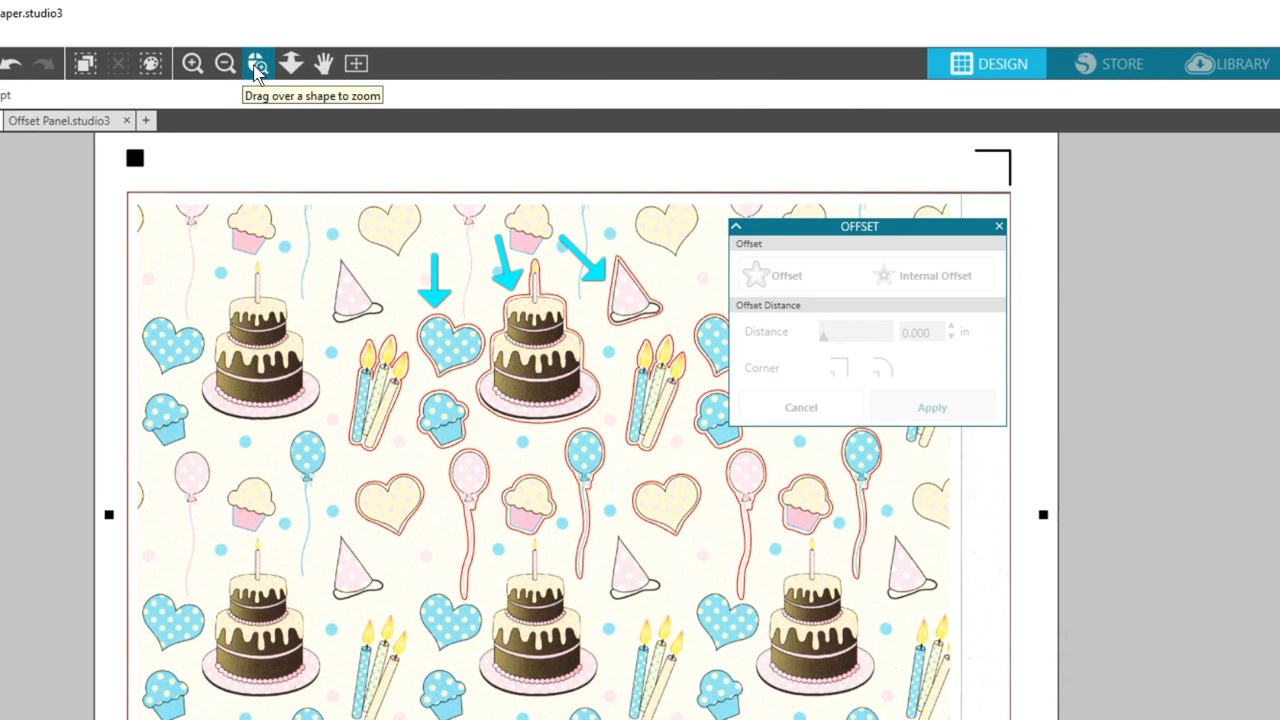 aper.studio3
DESIGN
STORE
LIBRARY
pt
Drag over a shape to zoom
Offset Panel.studio3 × +
OFFSET ×
Offset
Offset
Internal Offset
Offset Distance
Distance 0.000 in
Corner
Cancel
Apply